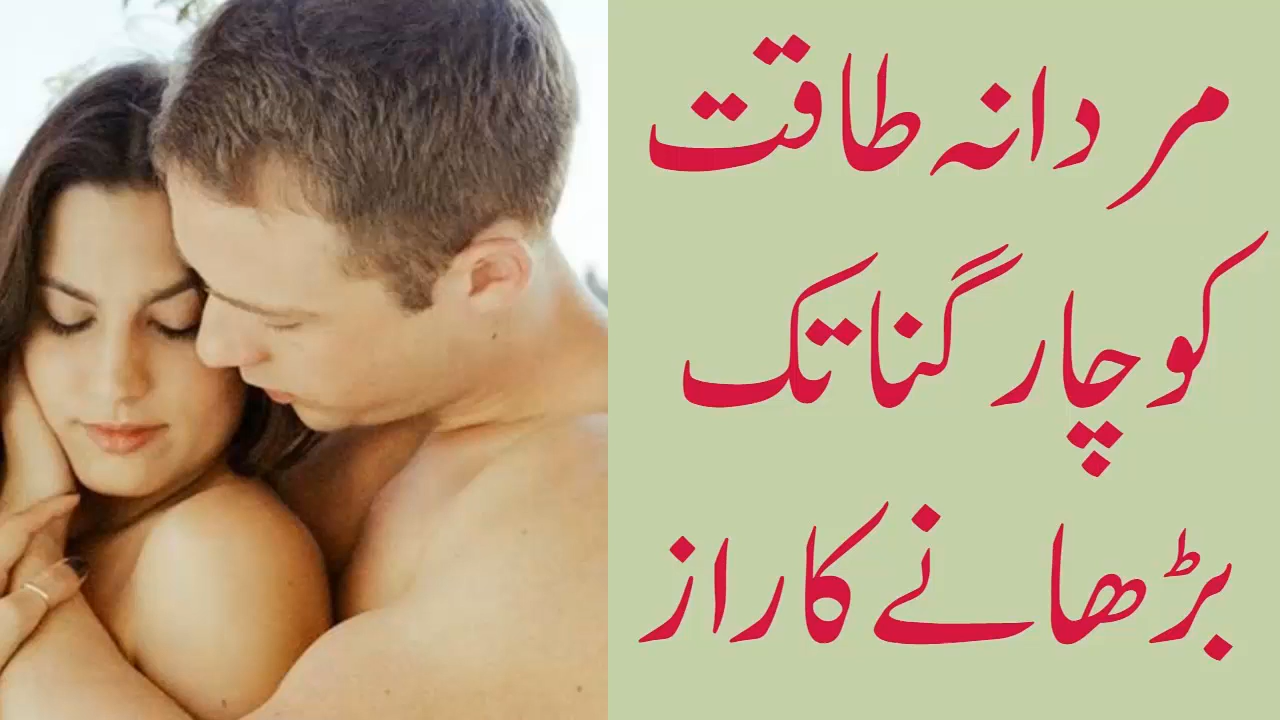 مردانہ طاقت
کو چار گنا تک
بڑھانے کا راز